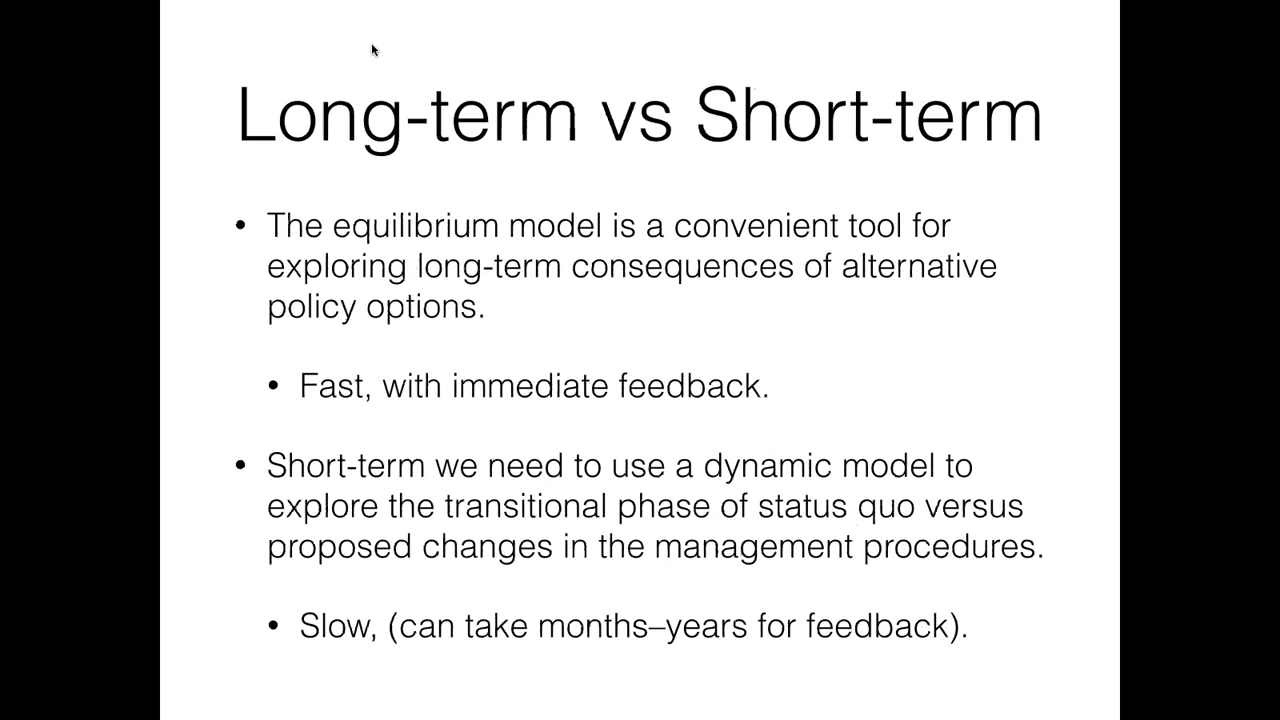 Long-term vs Short-term
• The equilibrium model is a convenient tool for
exploring long-term consequences of alternative
policy options.
• Fast, with immediate feedback.
• Short-term we need to use a dynamic model to
explore the transitional phase of status quo versus
proposed changes in the management procedures.
• Slow, (can take months–years for feedback).